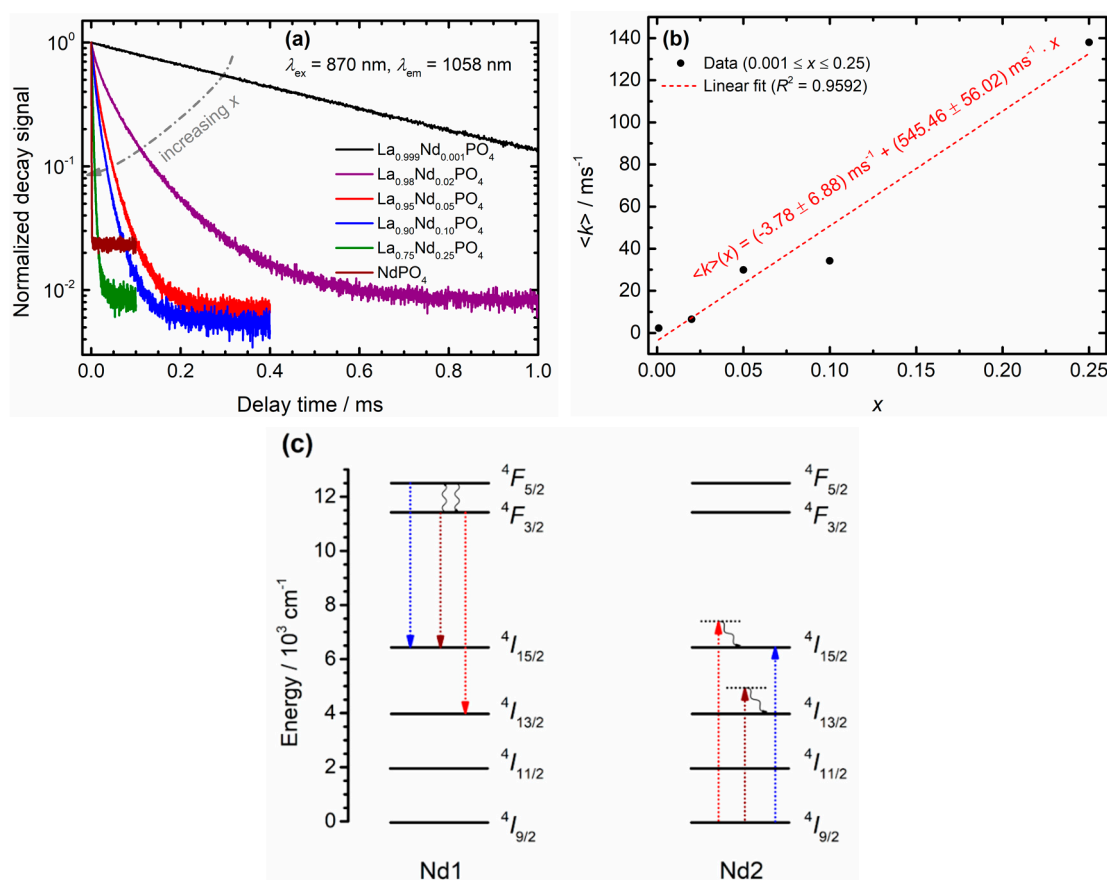 (a)
λex = 870 nm, λem = 1058 nm
increasing x
La0.999Nd0.001PO4
La0.98Nd0.02PO4
La0.95Nd0.05PO4
La0.90Nd0.10PO4
La0.75Nd0.25PO4
NdPO4
Normalized decay signal
10⁰
10⁻¹
10⁻²
0.0 0.2 0.4 0.6 0.8 1.0
Delay time / ms
(b)
Data (0.001 ≤ x ≤ 0.25)
Linear fit (R² = 0.9592)
<k>(x) = (-3.78 ± 6.88) ms⁻¹ + (545.46 ± 56.02) ms⁻¹ · x
<k> / ms⁻¹
140
120
100
80
60
40
20
0
0.00 0.05 0.10 0.15 0.20 0.25
x
(c)
Energy / 10³ cm⁻¹
12
10
8
6
4
2
0
⁴F5/2
⁴F3/2
⁴I15/2
⁴I13/2
⁴I11/2
⁴I9/2
Nd1
⁴F5/2
⁴F3/2
⁴I15/2
⁴I13/2
⁴I11/2
⁴I9/2
Nd2